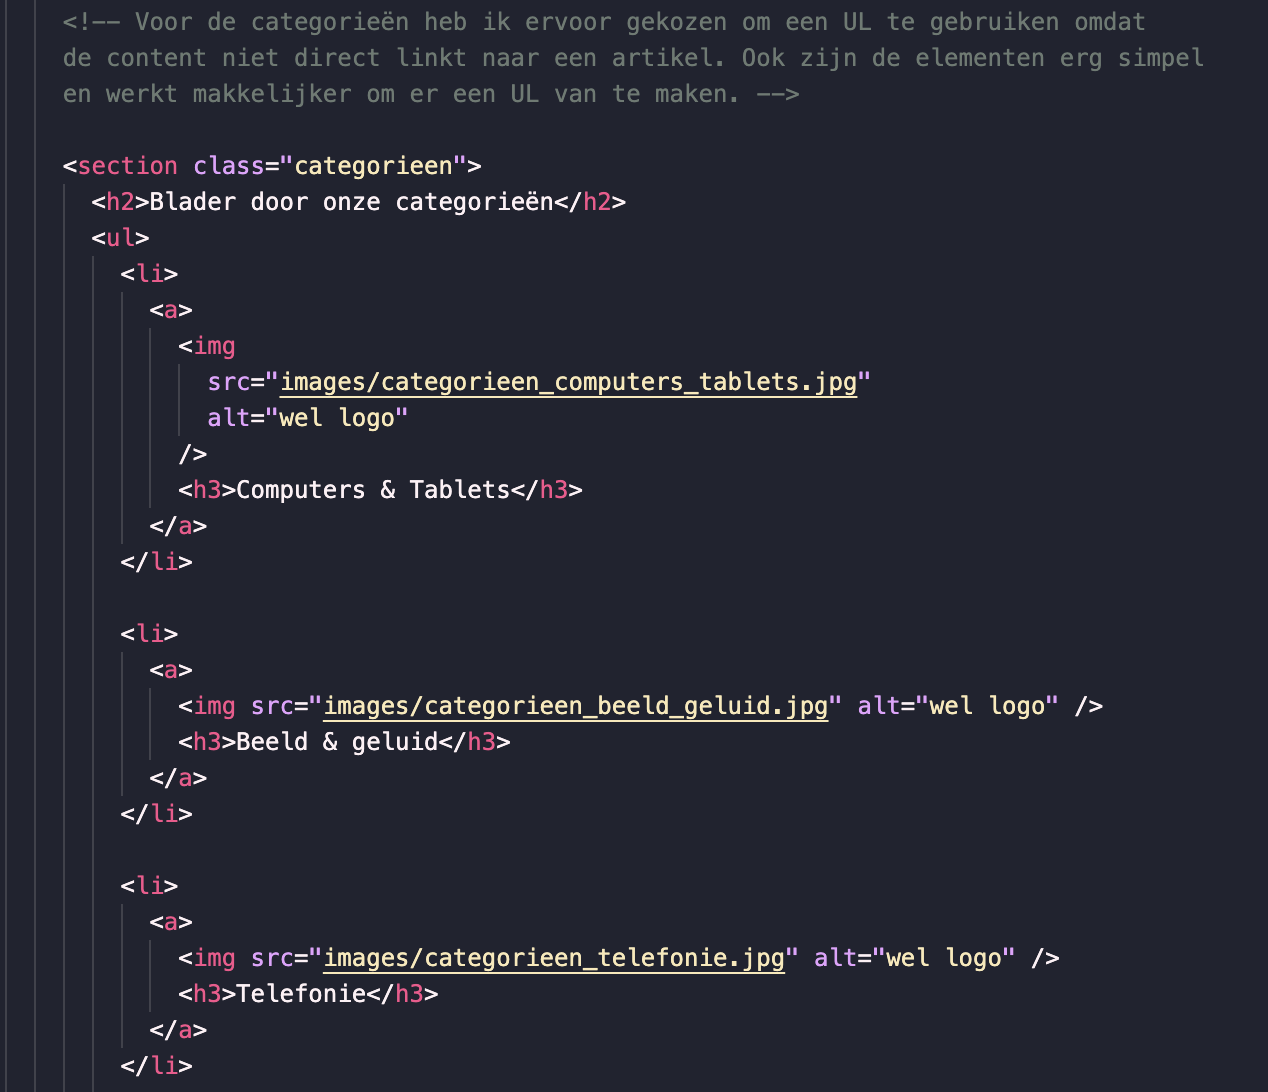 <!-- Voor de categorieën heb ik ervoor gekozen om een UL te gebruiken omdat
de content niet direct linkt naar een artikel. Ook zijn de elementen erg simpel
en werkt makkelijker om er een UL van te maken. -->
<section class="categorieen">
<h2>Blader door onze categorieën</h2>
<ul>
<li>
<a>
<img
src="images/categorieen_computers_tablets.jpg"
alt="wel logo"
/>
<h3>Computers & Tablets</h3>
</a>
</li>
<li>
<a>
<img src="images/categorieen_beeld_geluid.jpg" alt="wel logo" />
<h3>Beeld & geluid</h3>
</a>
</li>
<li>
<a>
<img src="images/categorieen_telefonie.jpg" alt="wel logo" />
<h3>Telefonie</h3>
</a>
</li>